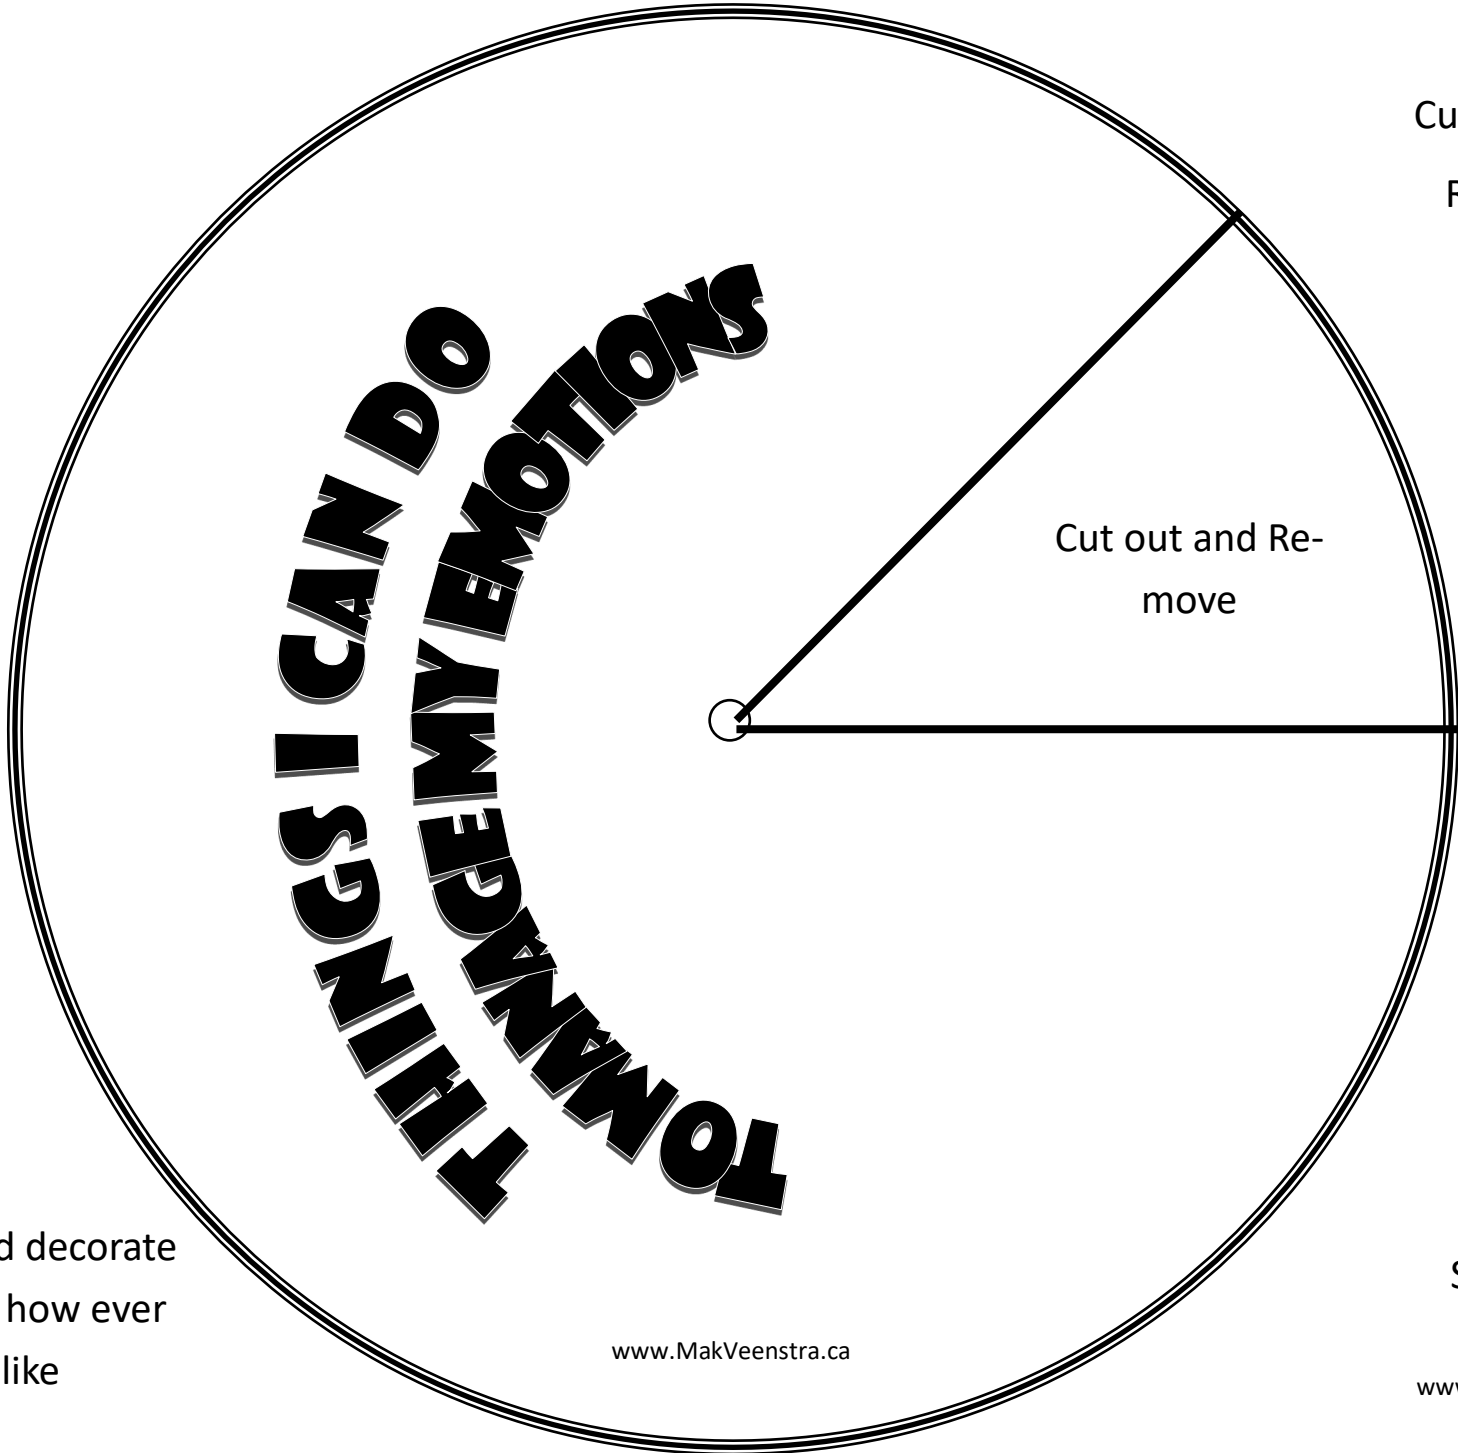 THINGS I CAN DO
TO MANAGE MY EMOTIONS
Cut out and Re-
move
decorate
how ever
like
www.MakVeenstra.ca